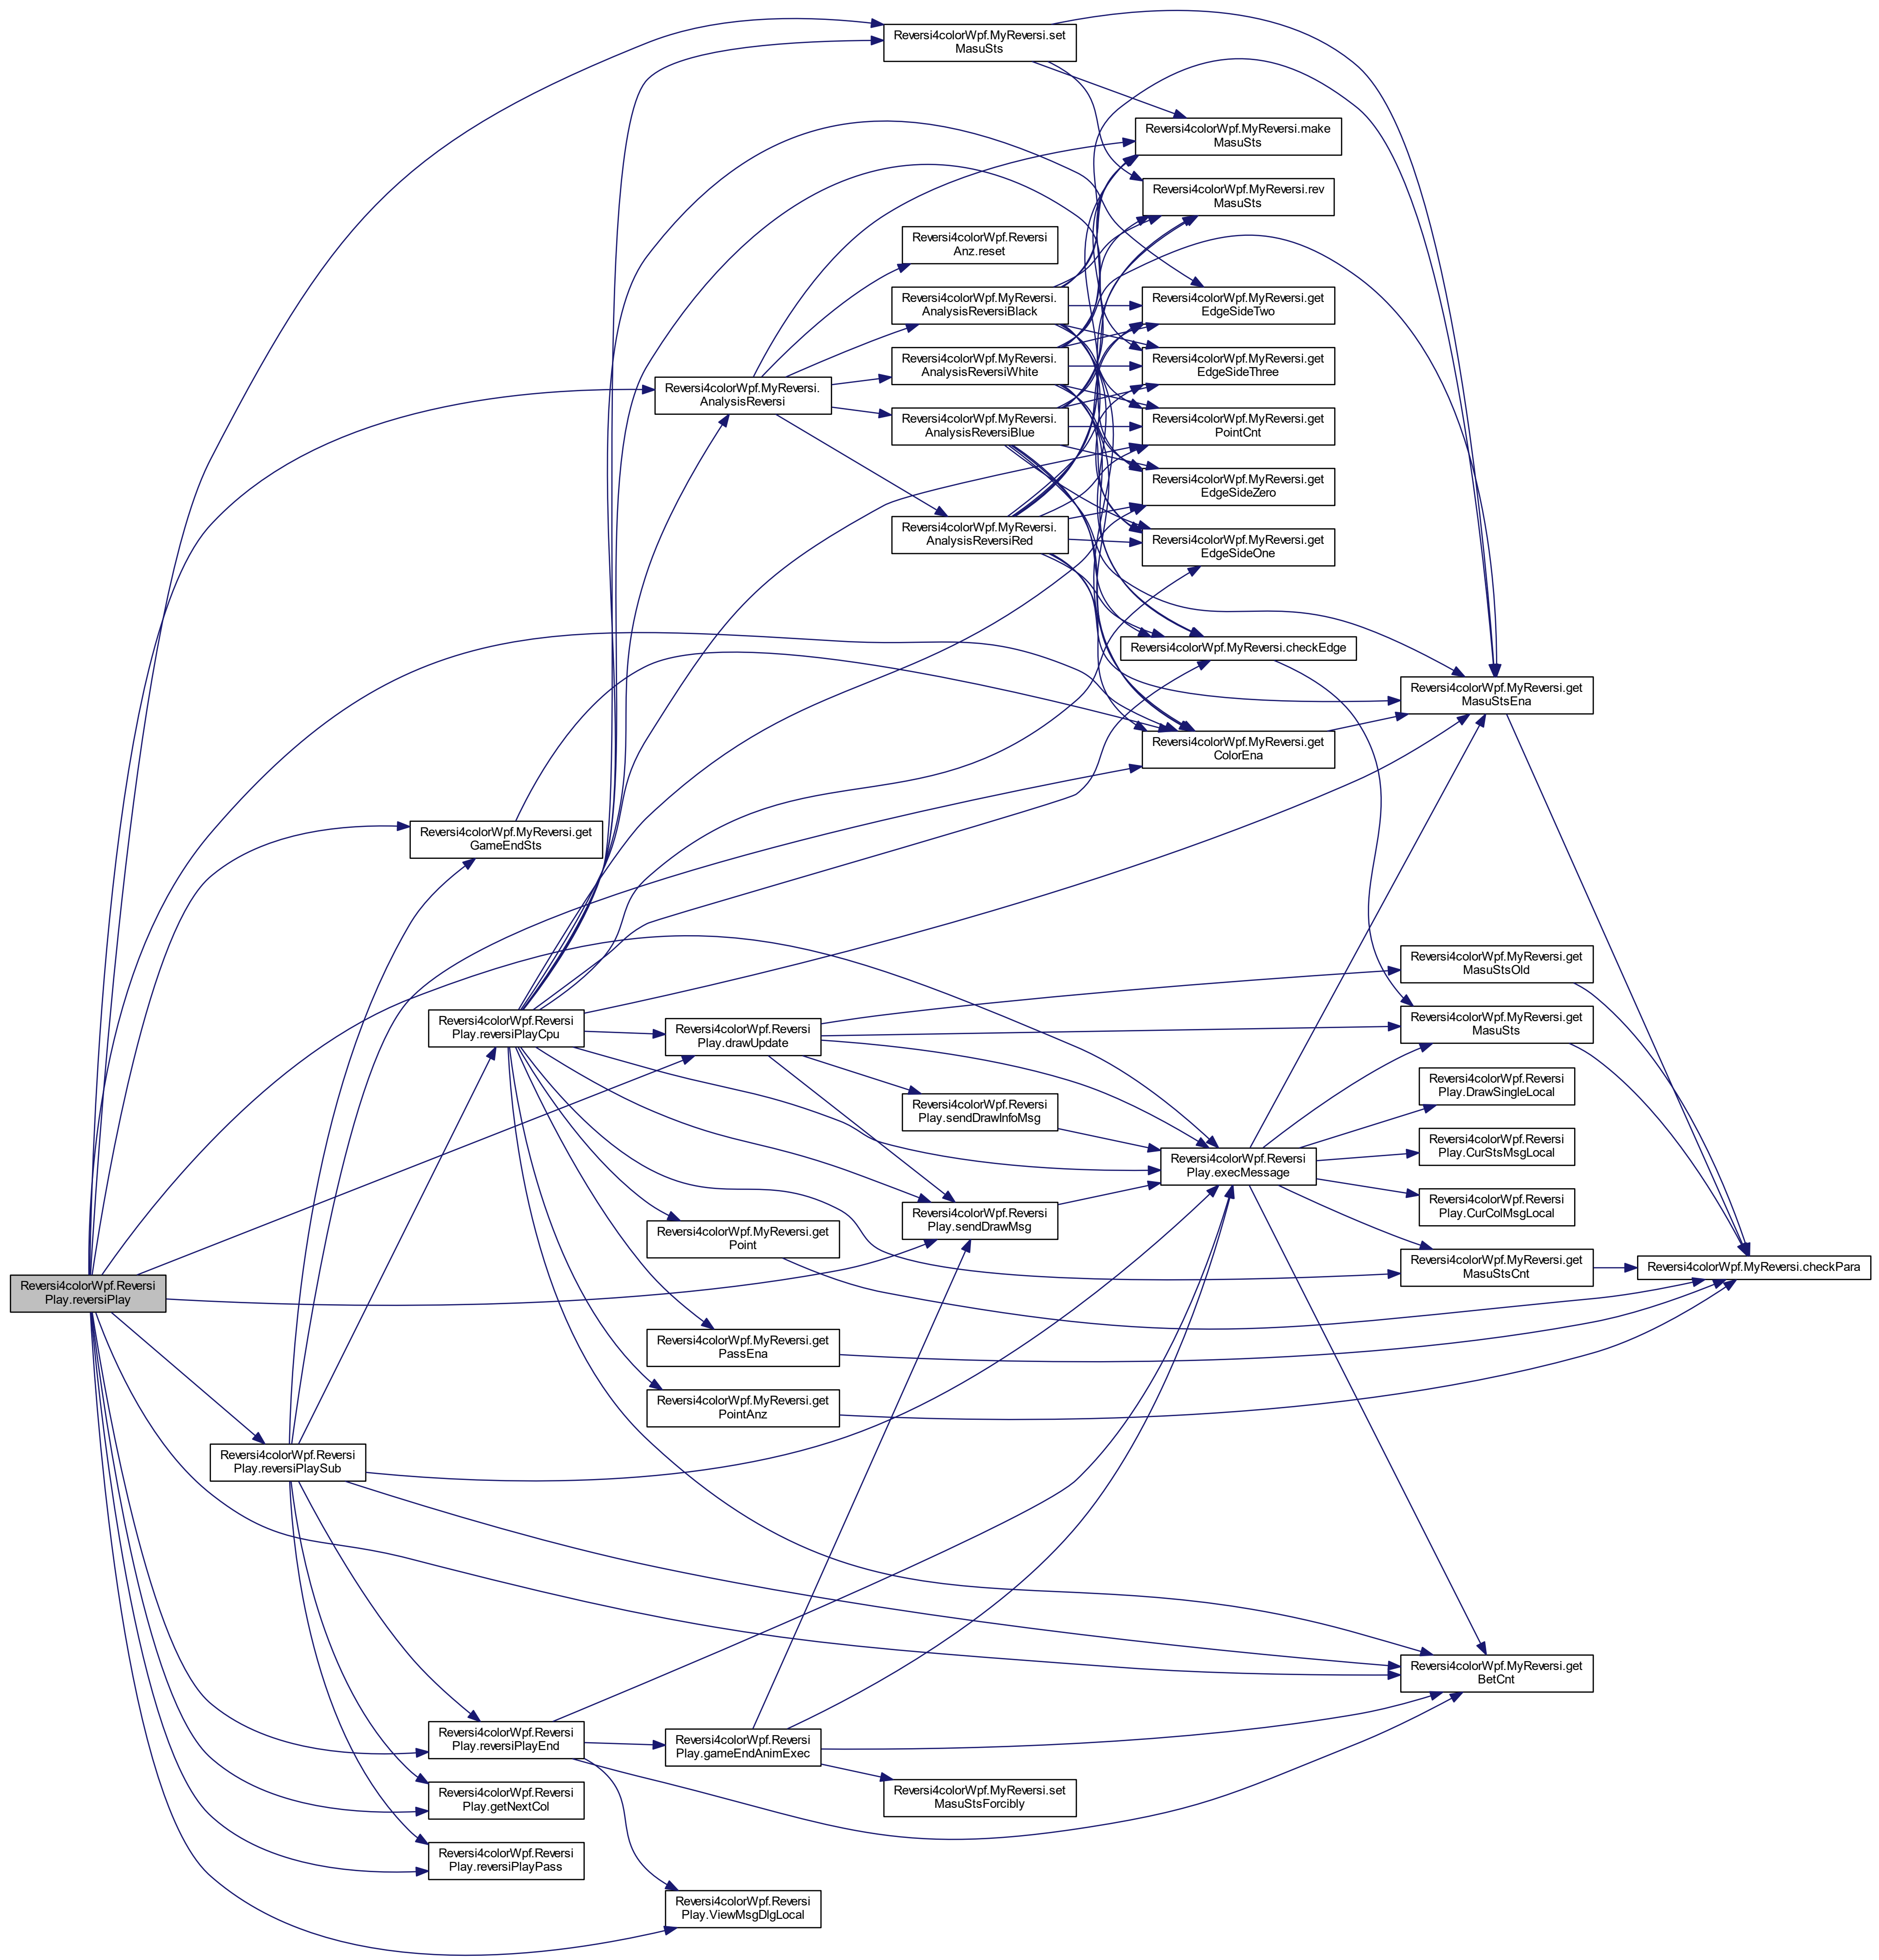 Reversi4colorWpf.MyReversi.set
MasuSts
Reversi4colorWpf.MyReversi.make
MasuSts
Reversi4colorWpf.MyReversi.rev
MasuSts
Reversi4colorWpf.Reversi
Anz.reset
Reversi4colorWpf.MyReversi.
AnalysisReversiBlack
Reversi4colorWpf.MyReversi.get
EdgeSideTwo
Reversi4colorWpf.MyReversi.
AnalysisReversi
Reversi4colorWpf.MyReversi.
AnalysisReversiWhite
Reversi4colorWpf.MyReversi.get
EdgeSideThree
Reversi4colorWpf.MyReversi.
AnalysisReversiBlue
Reversi4colorWpf.MyReversi.get
PointCnt
Reversi4colorWpf.MyReversi.get
EdgeSideZero
Reversi4colorWpf.MyReversi.
AnalysisReversiRed
Reversi4colorWpf.MyReversi.get
EdgeSideOne
Reversi4colorWpf.MyReversi.checkEdge
Reversi4colorWpf.MyReversi.get
MasuStsEna
Reversi4colorWpf.MyReversi.get
ColorEna
Reversi4colorWpf.MyReversi.get
GameEndSts
Reversi4colorWpf.MyReversi.get
MasuStsOld
Reversi4colorWpf.Reversi
Play.reversiPlayCpu
Reversi4colorWpf.Reversi
Play.drawUpdate
Reversi4colorWpf.MyReversi.get
MasuSts
Reversi4colorWpf.Reversi
Play.DrawSingleLocal
Reversi4colorWpf.Reversi
Play.sendDrawInfoMsg
Reversi4colorWpf.Reversi
Play.CurStsMsgLocal
Reversi4colorWpf.Reversi
Play.execMessage
Reversi4colorWpf.Reversi
Play.CurColMsgLocal
Reversi4colorWpf.Reversi
Play.sendDrawMsg
Reversi4colorWpf.MyReversi.get
Point
Reversi4colorWpf.MyReversi.get
MasuStsCnt
Reversi4colorWpf.MyReversi.checkPara
Reversi4colorWpf.Reversi
Play.reversiPlay
Reversi4colorWpf.MyReversi.get
PassEna
Reversi4colorWpf.MyReversi.get
PointAnz
Reversi4colorWpf.Reversi
Play.reversiPlaySub
Reversi4colorWpf.MyReversi.get
BetCnt
Reversi4colorWpf.Reversi
Play.reversiPlayEnd
Reversi4colorWpf.Reversi
Play.gameEndAnimExec
Reversi4colorWpf.MyReversi.set
MasuStsForcibly
Reversi4colorWpf.Reversi
Play.getNextCol
Reversi4colorWpf.Reversi
Play.reversiPlayPass
Reversi4colorWpf.Reversi
Play.ViewMsgDlgLocal